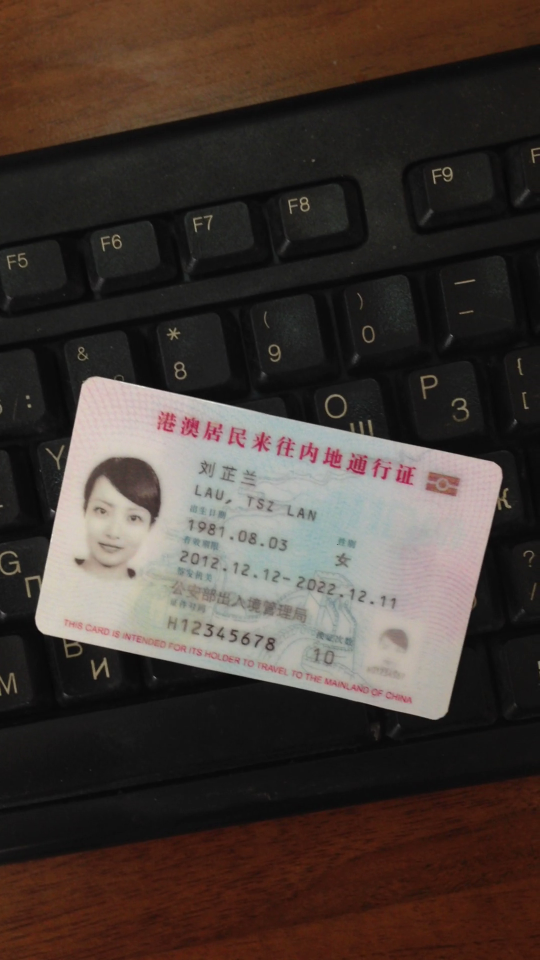 F5 F6 F7 F8 F9
& * 8 ( 9 ) 0
O Щ P З [
港澳居民来往内地通行证
刘芷兰
LAU, TSZ LAN
出生日期
1981.08.03
性别
女
有效期限
2012.12.12-2022.12.11
签发机关
公安部出入境管理局
证件号码
H12345678
换证次数
10
THIS CARD IS INTENDED FOR ITS HOLDER TO TRAVEL TO THE MAINLAND OF CHINA
Y
G П
? /
M В И